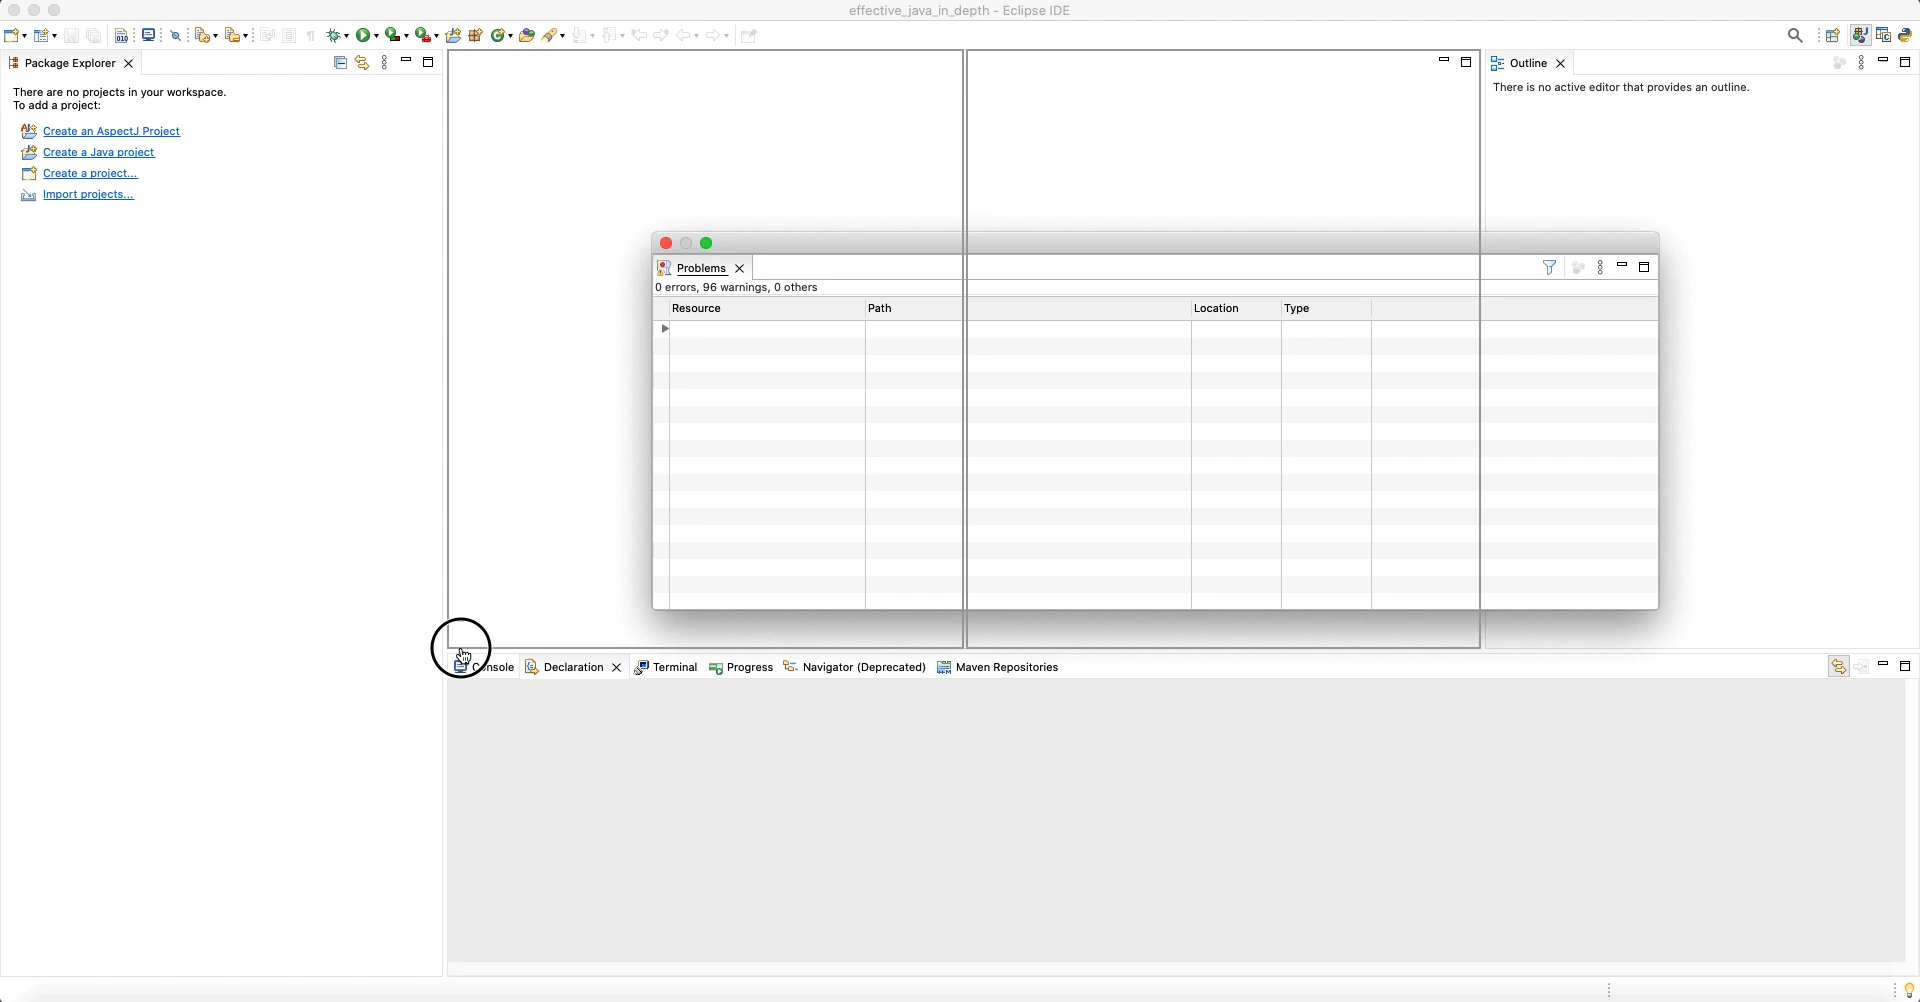 effective_java_in_depth - Eclipse IDE
Package Explorer
There are no projects in your workspace.
To add a project:
Create an AspectJ Project
Create a Java project
Create a project...
Import projects...
Outline
There is no active editor that provides an outline.
Problems
0 errors, 96 warnings, 0 others
Resource Path Location Type
Console Declaration Terminal Progress Navigator (Deprecated) Maven Repositories